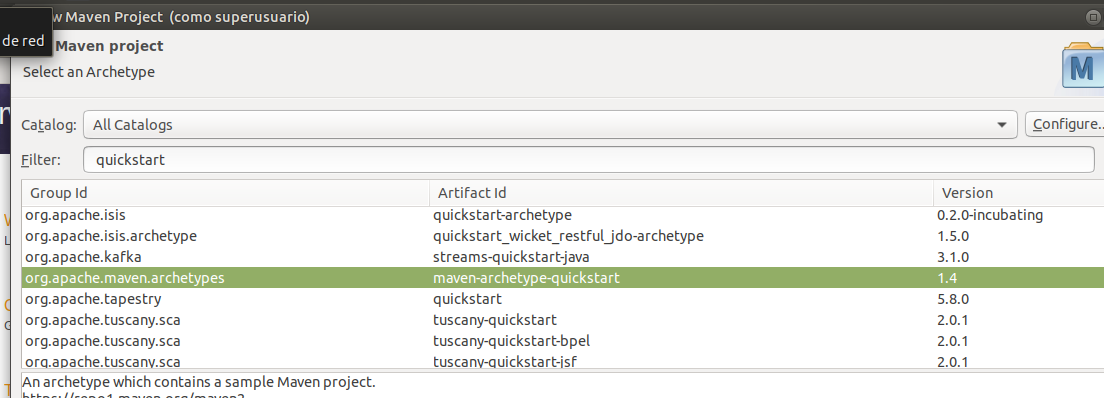 w Maven Project (como superusuario)
de red
Maven project
Select an Archetype
M
Catalog: All Catalogs Configure..
Filter: quickstart
Group Id Artifact Id Version
org.apache.isis quickstart-archetype 0.2.0-incubating
org.apache.isis.archetype quickstart_wicket_restful_jdo-archetype 1.5.0
org.apache.kafka streams-quickstart-java 3.1.0
org.apache.maven.archetypes maven-archetype-quickstart 1.4
org.apache.tapestry quickstart 5.8.0
org.apache.tuscany.sca tuscany-quickstart 2.0.1
org.apache.tuscany.sca tuscany-quickstart-bpel 2.0.1
org.apache.tuscany.sca tuscany-quickstart-jsf 2.0.1
An archetype which contains a sample Maven project.
https://repo1.maven.org/maven2